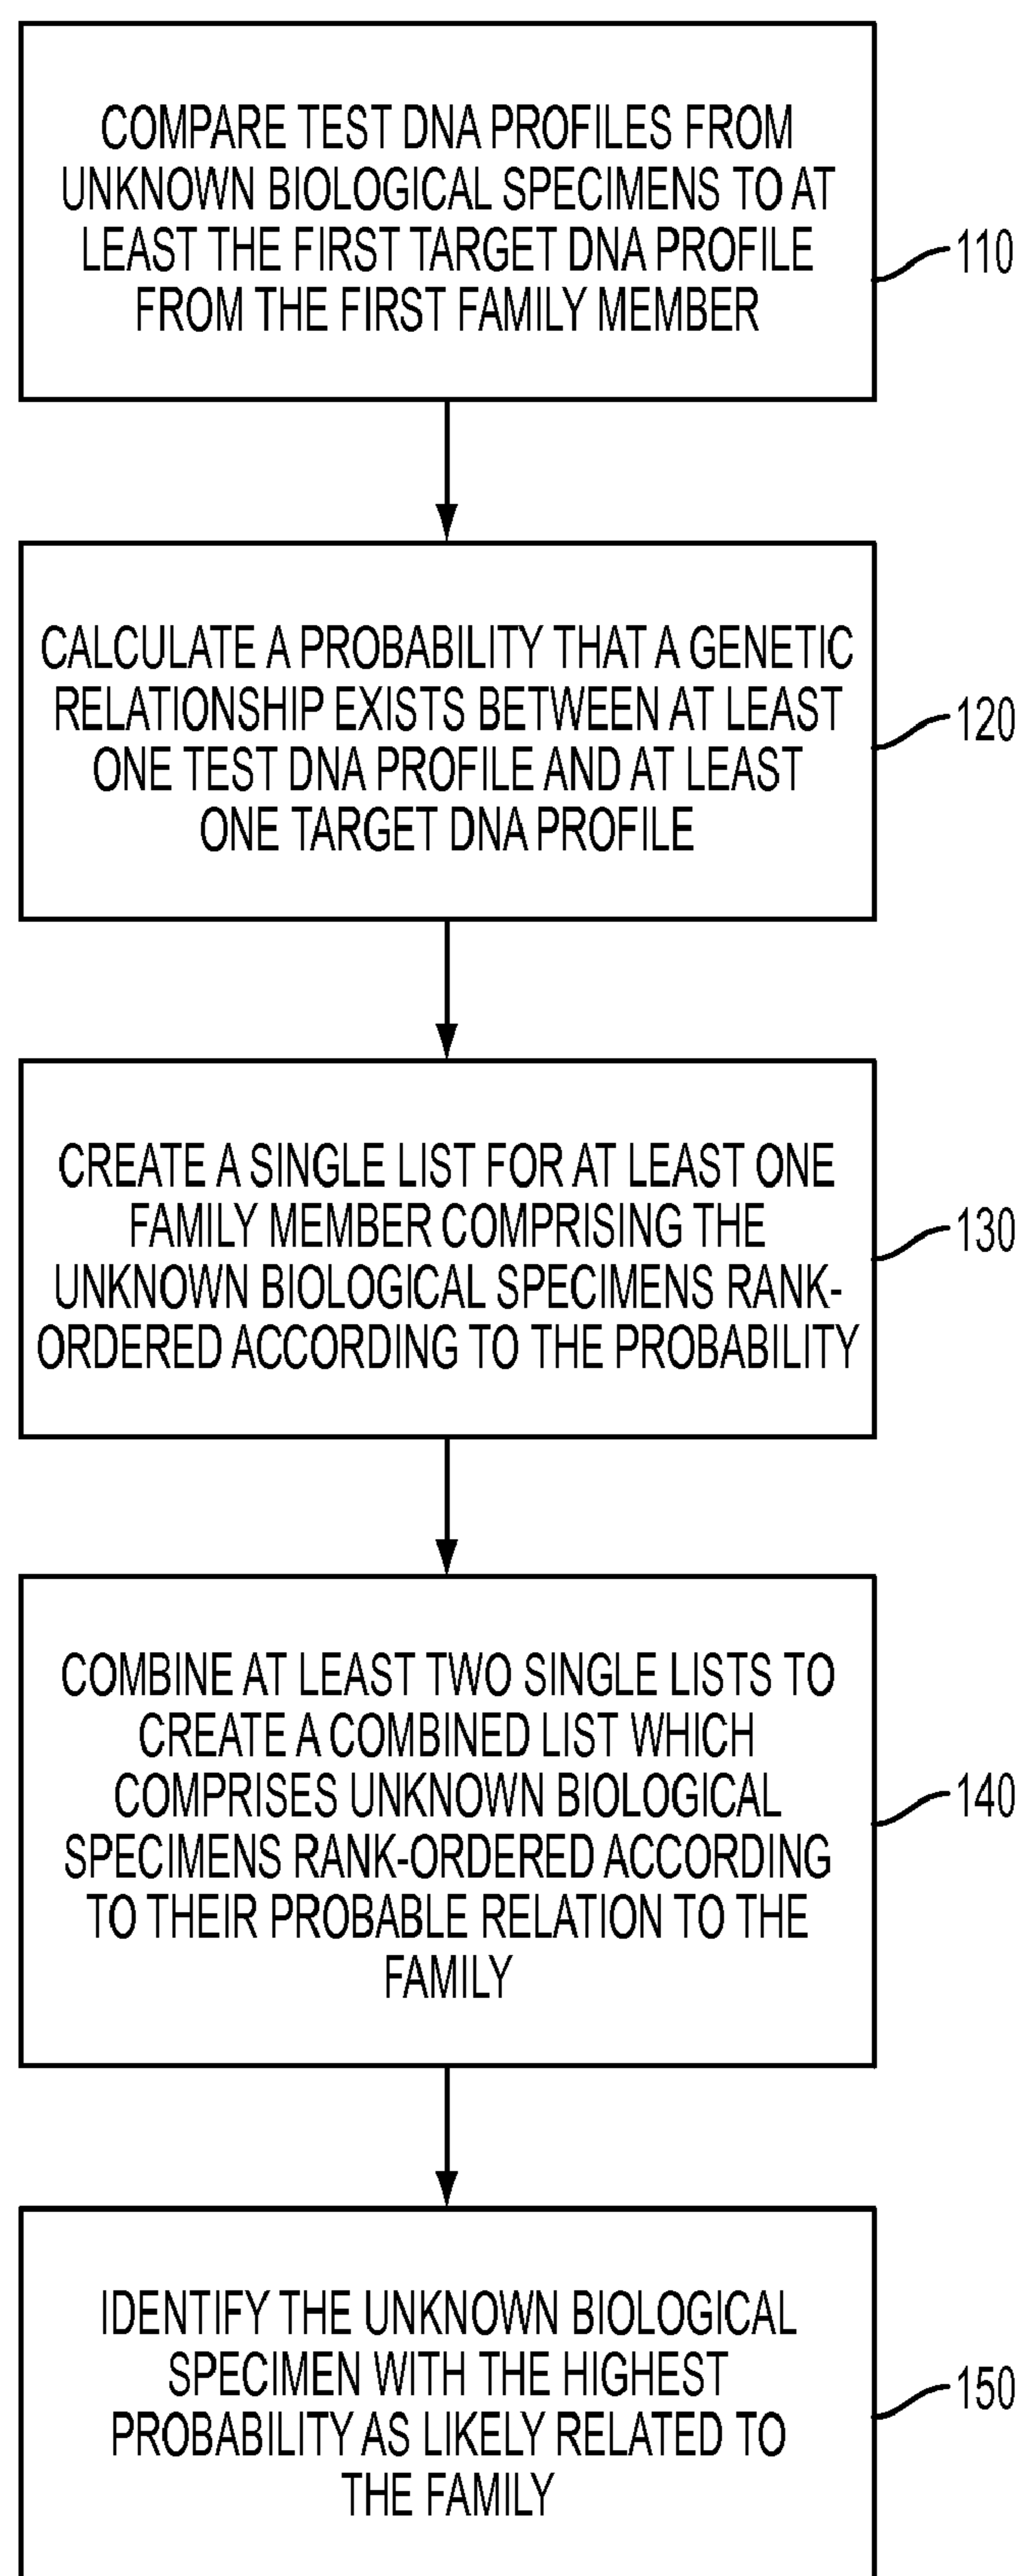 COMPARE TEST DNA PROFILES FROM
UNKNOWN BIOLOGICAL SPECIMENS TO AT
LEAST THE FIRST TARGET DNA PROFILE
FROM THE FIRST FAMILY MEMBER
110
CALCULATE A PROBABILITY THAT A GENETIC
RELATIONSHIP EXISTS BETWEEN AT LEAST
ONE TEST DNA PROFILE AND AT LEAST
ONE TARGET DNA PROFILE
120
CREATE A SINGLE LIST FOR AT LEAST ONE
FAMILY MEMBER COMPRISING THE
UNKNOWN BIOLOGICAL SPECIMENS RANK-
ORDERED ACCORDING TO THE PROBABILITY
130
COMBINE AT LEAST TWO SINGLE LISTS TO
CREATE A COMBINED LIST WHICH
COMPRISES UNKNOWN BIOLOGICAL
SPECIMENS RANK-ORDERED ACCORDING
TO THEIR PROBABLE RELATION TO THE
FAMILY
140
IDENTIFY THE UNKNOWN BIOLOGICAL
SPECIMEN WITH THE HIGHEST
PROBABILITY AS LIKELY RELATED TO
THE FAMILY
150